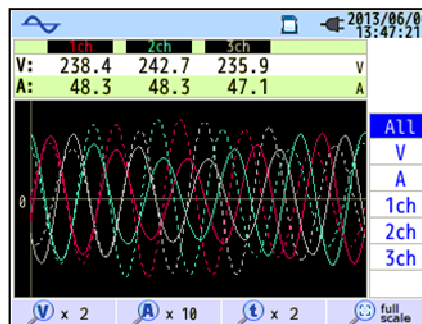 2013/06/0
13:47:21
1ch 2ch 3ch
V: 238.4 242.7 235.9 V
A: 48.3 48.3 47.1 A
All
V
A
1ch
2ch
3ch
0
V x 2 A x 10 t x 2 full scale